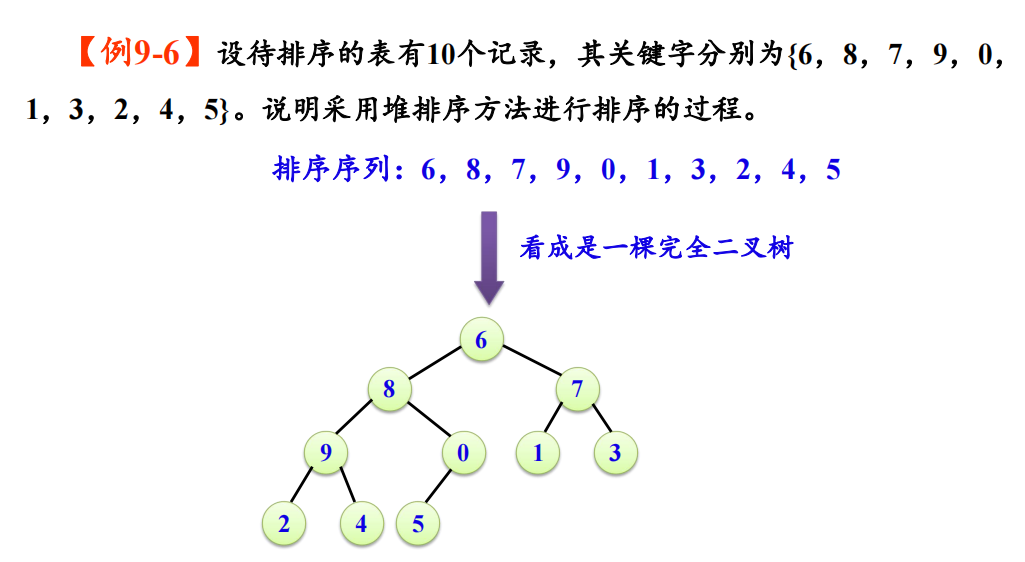 【例9-6】设待排序的表有10个记录，其关键字分别为{6，8，7，9，0，
1，3，2，4，5}。说明采用堆排序方法进行排序的过程。
排序序列：6，8，7，9，0，1，3，2，4，5
看成是一棵完全二叉树
6
8 7
9 0 1 3
2 4 5